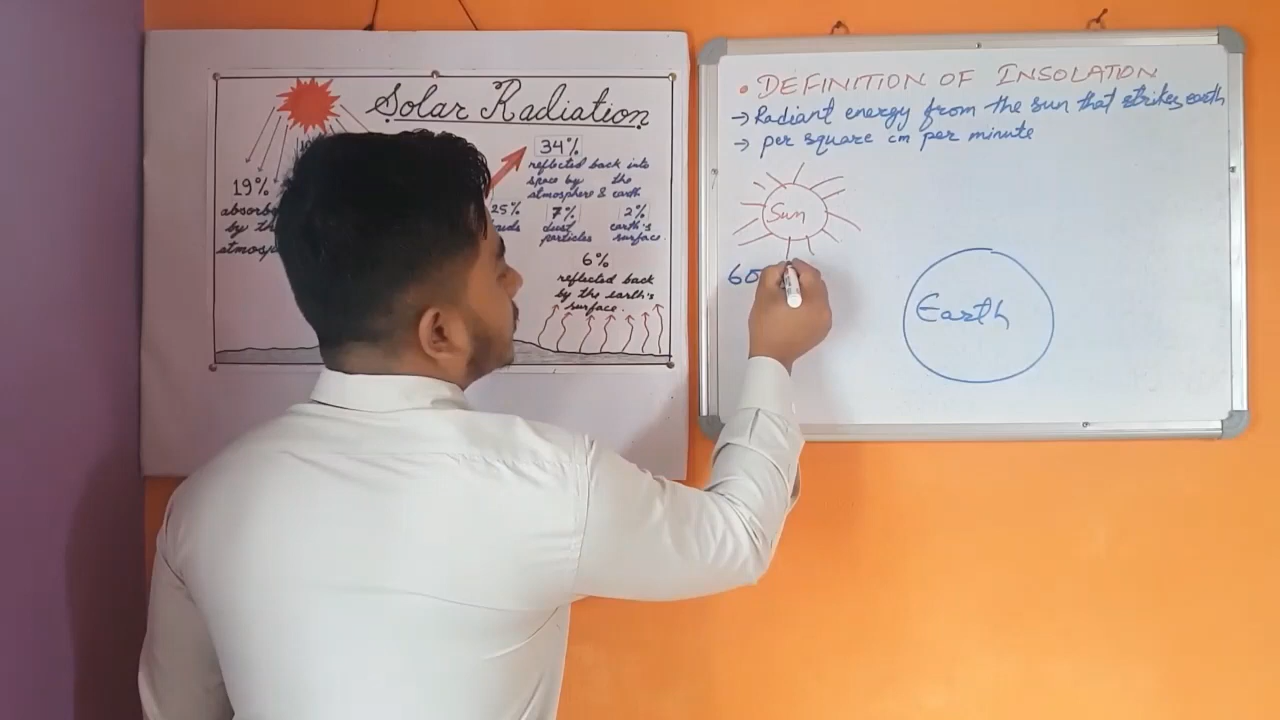 Solar Radiation
19%
by the
34%
reflected back into
space by the
atmosphere & earth
25%
7%
dust
particles
2%
earth's
surface.
6%
reflected back
by the earth's
surface.
• DEFINITION OF INSOLATION
→ Radiant energy from the sun that strikes earth
→ per square cm per minute
Sun
Earth